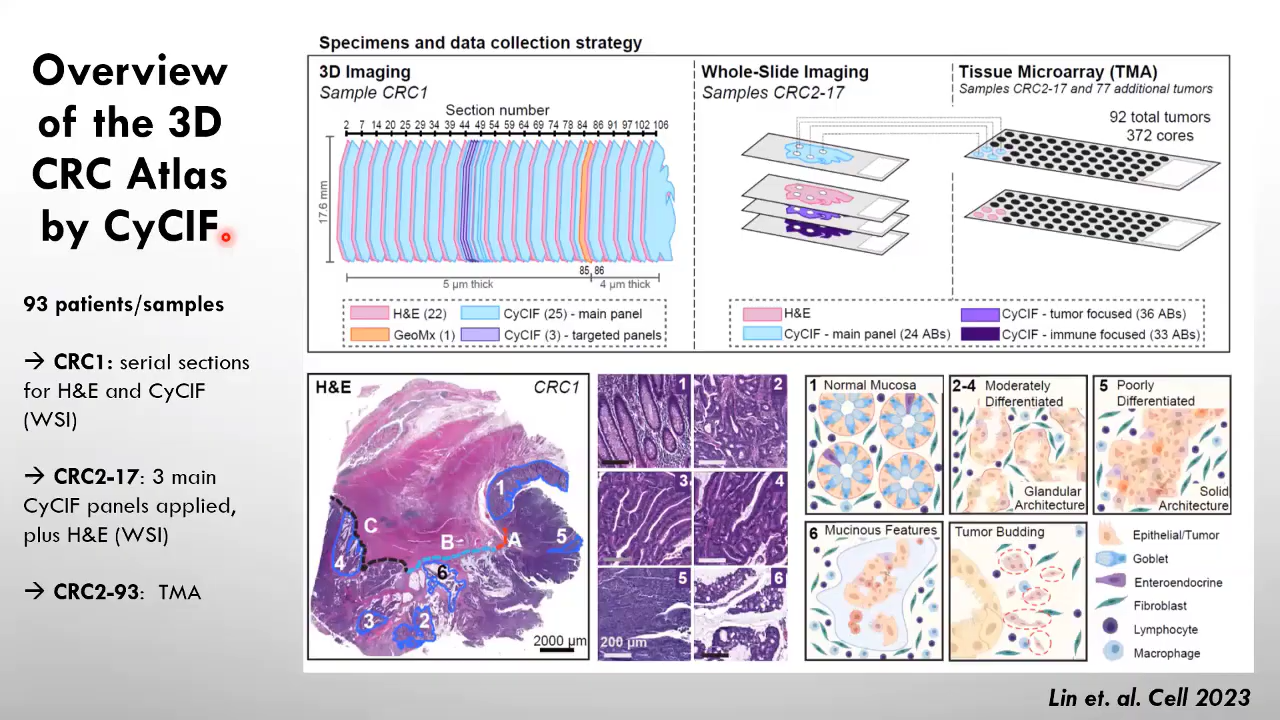 Overview
of the 3D
CRC Atlas
by CyCIF.
93 patients/samples
→ CRC1: serial sections
for H&E and CyCIF
(WSI)
→ CRC2-17: 3 main
CyCIF panels applied,
plus H&E (WSI)
→ CRC2-93: TMA
Specimens and data collection strategy
3D Imaging
Sample CRC1
Section number
2 7 14 20 25 29 34 39 44 49 54 59 64 69 74 78 84 86 92 97 102 106
17.6 mm
85, 86
5 µm thick
4 µm thick
H&E (22)
CyCIF (25) - main panel
GeoMx (1)
CyCIF (3) - targeted panels
Whole-Slide Imaging
Samples CRC2-17
Tissue Microarray (TMA)
Samples CRC2-17 and 77 additional tumors
92 total tumors
372 cores
H&E
CyCIF - tumor focused (36 ABs)
CyCIF - main panel (24 ABs)
CyCIF - immune focused (33 ABs)
H&E
CRC1
1
A
B
C
5
4
6
3
2
2000 µm
1
2
3
4
5
6
200 µm
1 Normal Mucosa
2-4 Moderately
Differentiated
Glandular
Architecture
5 Poorly
Differentiated
Solid
Architecture
6 Mucinous Features
Tumor Budding
Epithelial/Tumor
Goblet
Enteroendocrine
Fibroblast
Lymphocyte
Macrophage
Lin et. al. Cell 2023